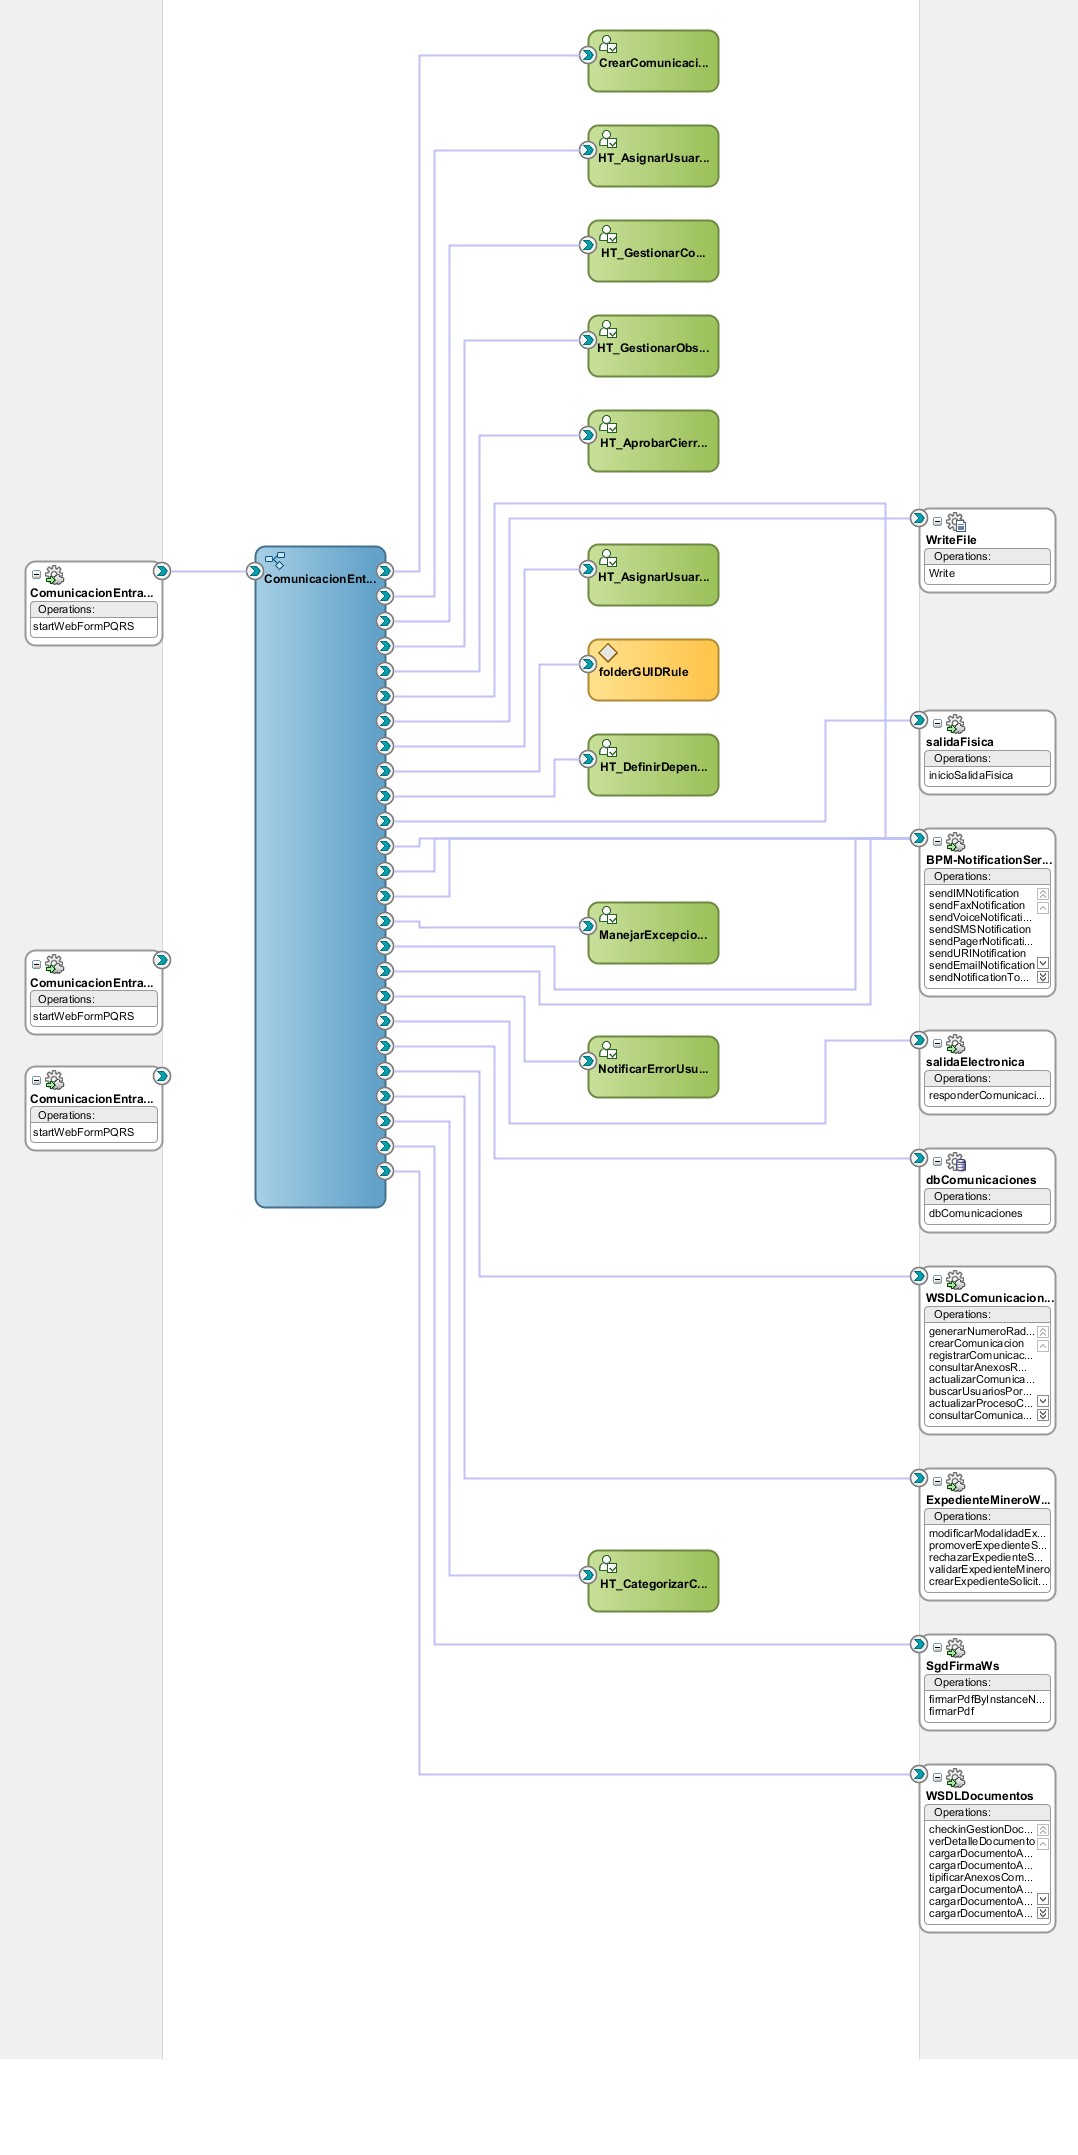 CrearComunicaci...
HT_AsignarUsuar...
HT_GestionarCo...
HT_GestionarObs...
HT_AprobarCierr...
WriteFile
Operations:
Write
ComunicacionEntra...
Operations:
startWebFormPQRS
ComunicacionEnt...
HT_AsignarUsuar...
folderGUIDRule
HT_DefinirDepen...
salidaFisica
Operations:
inicioSalidaFisica
BPM-NotificationSer...
Operations:
sendIMNotification
sendFaxNotification
sendVoiceNotificati...
sendSMSNotification
sendPagerNotificati...
sendURINotification
sendEmailNotification
sendNotificationTo...
ManejarExcepcio...
ComunicacionEntra...
Operations:
startWebFormPQRS
NotificarErrorUsu...
salidaElectronica
Operations:
responderComunicaci...
ComunicacionEntra...
Operations:
startWebFormPQRS
dbComunicaciones
Operations:
dbComunicaciones
WSDLComunicacion...
Operations:
generarNumeroRad...
crearComunicacion
registrarComunicac...
consultarAnexosR...
actualizarComunica...
buscarUsuariosPor...
actualizarProcesoC...
consultarComunica...
ExpedienteMineroW...
Operations:
modificarModalidadEx...
promoverExpedienteS...
rechazarExpedienteS...
validarExpedienteMinero
crearExpedienteSolicit...
HT_CategorizarC...
SgdFirmaWs
Operations:
firmarPdfByInstanceN...
firmarPdf
WSDLDocumentos
Operations:
checkinGestionDoc...
verDetalleDocumento
cargarDocumentoA...
cargarDocumentoA...
tipificarAnexosCom...
cargarDocumentoA...
cargarDocumentoA...
cargarDocumentoA...